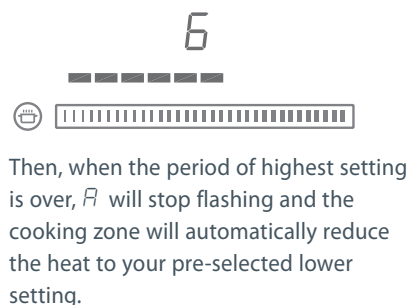 6
Then, when the period of highest setting
is over, A will stop flashing and the
cooking zone will automatically reduce
the heat to your pre-selected lower
setting.